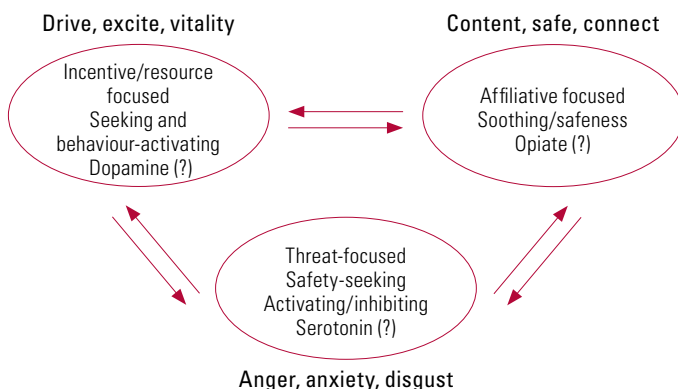 Drive, excite, vitality
Incentive/resource
focused
Seeking and
behaviour-activating
Dopamine (?)
Content, safe, connect
Affiliative focused
Soothing/safeness
Opiate (?)
Threat-focused
Safety-seeking
Activating/inhibiting
Serotonin (?)
Anger, anxiety, disgust